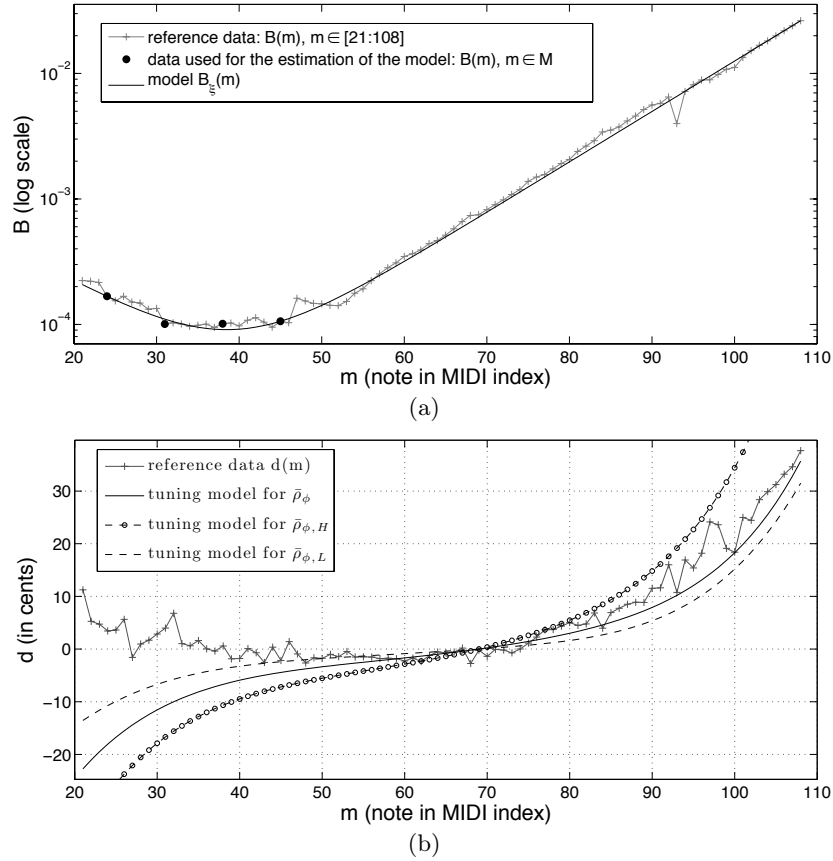 reference data: B(m), m∈[21:108]
data used for the estimation of the model: B(m), m∈M
model B_ξ(m)
B (log scale)
10^−2
10^−3
10^−4
20 30 40 50 60 70 80 90 100 110
m (note in MIDI index)
(a)
reference data d(m)
tuning model for ρ̄_ϕ
tuning model for ρ̄_ϕ,H
tuning model for ρ̄_ϕ,L
d (in cents)
30
20
10
0
−10
−20
20 30 40 50 60 70 80 90 100 110
m (note in MIDI index)
(b)